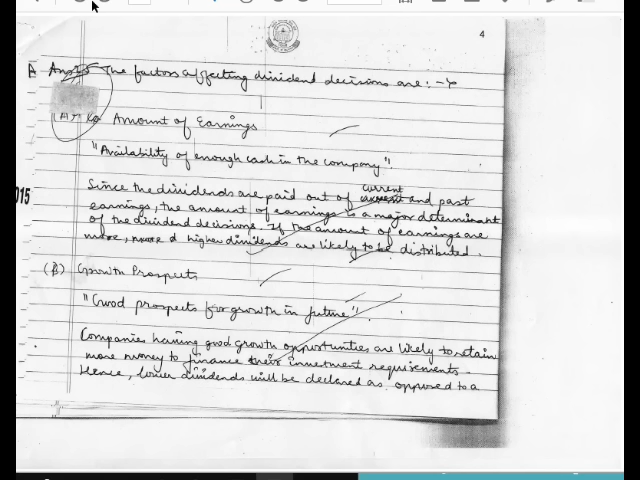 4
Ans The factors affecting dividend decisions are:-
Amount of Earnings
"Availability of enough cash in the company"
015
Since the dividends are paid out of current and past
earnings, the amount of earnings is a major determinant
of the dividend decisions. If the amount of earnings are
more, more & higher dividends are likely to be distributed.
(B) Growth Prospects
"Good prospects for growth in future".
Companies having good growth opportunities are likely to retain
more money to finance their investment requirements.
Hence, lower dividends will be declared as opposed to a